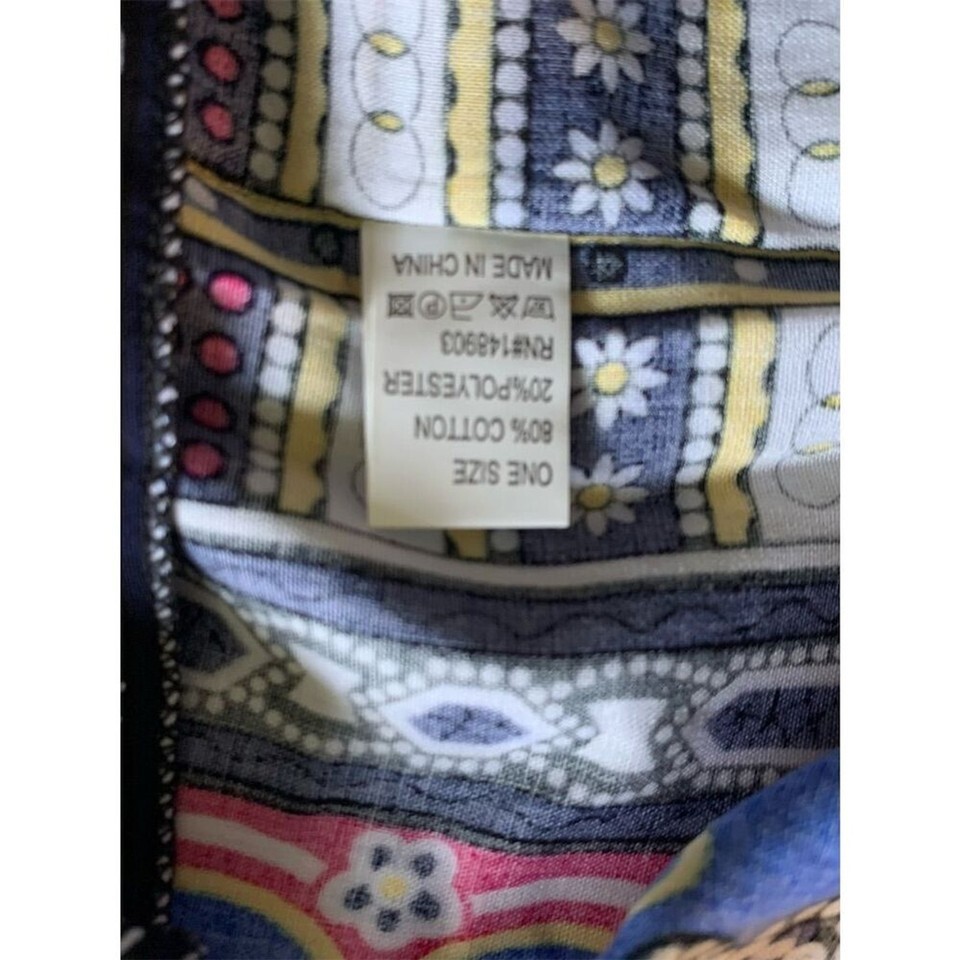 ONE SIZE
80% COTTON
20%POLYESTER
RN#148903
MADE IN CHINA